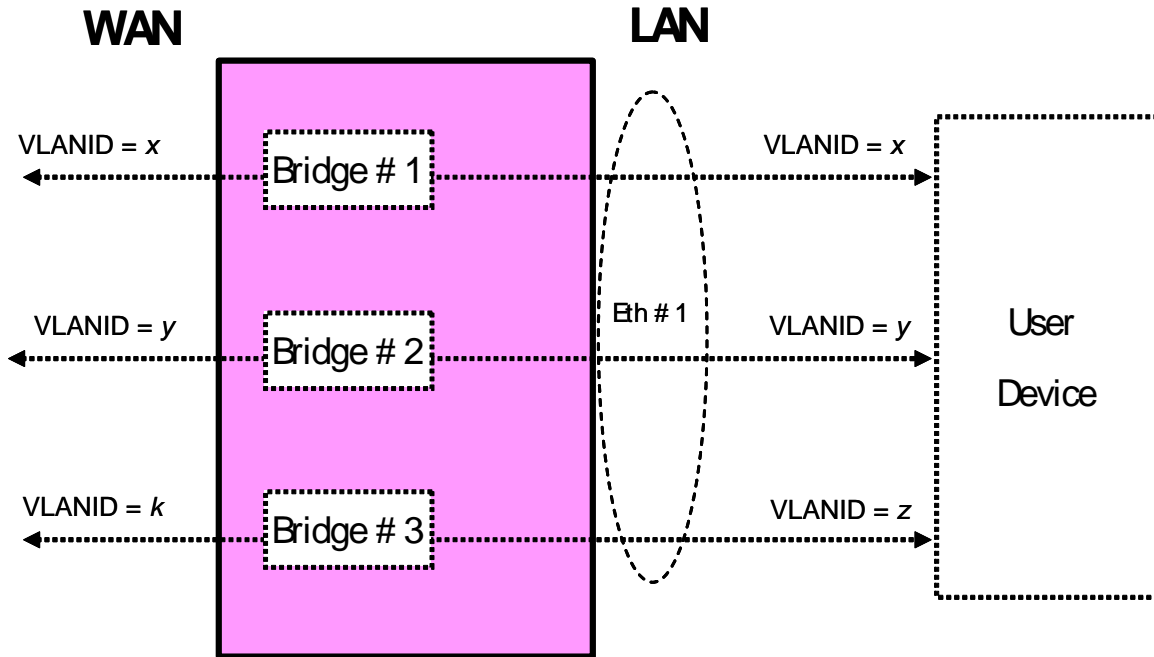 WAN
LAN
VLANID = x
Bridge # 1
VLANID = x
Eth # 1
VLANID = y
Bridge # 2
VLANID = y
User
Device
VLANID = k
Bridge # 3
VLANID = z